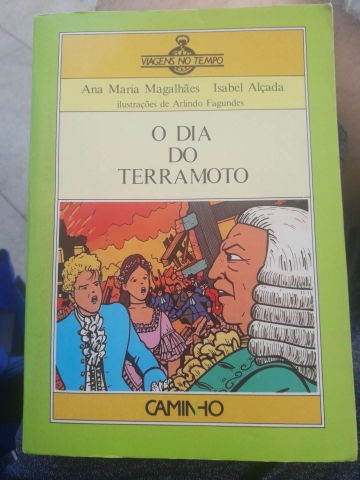 VIAGENS NO TEMPO
Ana Maria Magalhães Isabel Alçada
ilustrações de Arlindo Fagundes
O DIA
DO
TERRAMOTO
CAMINHO